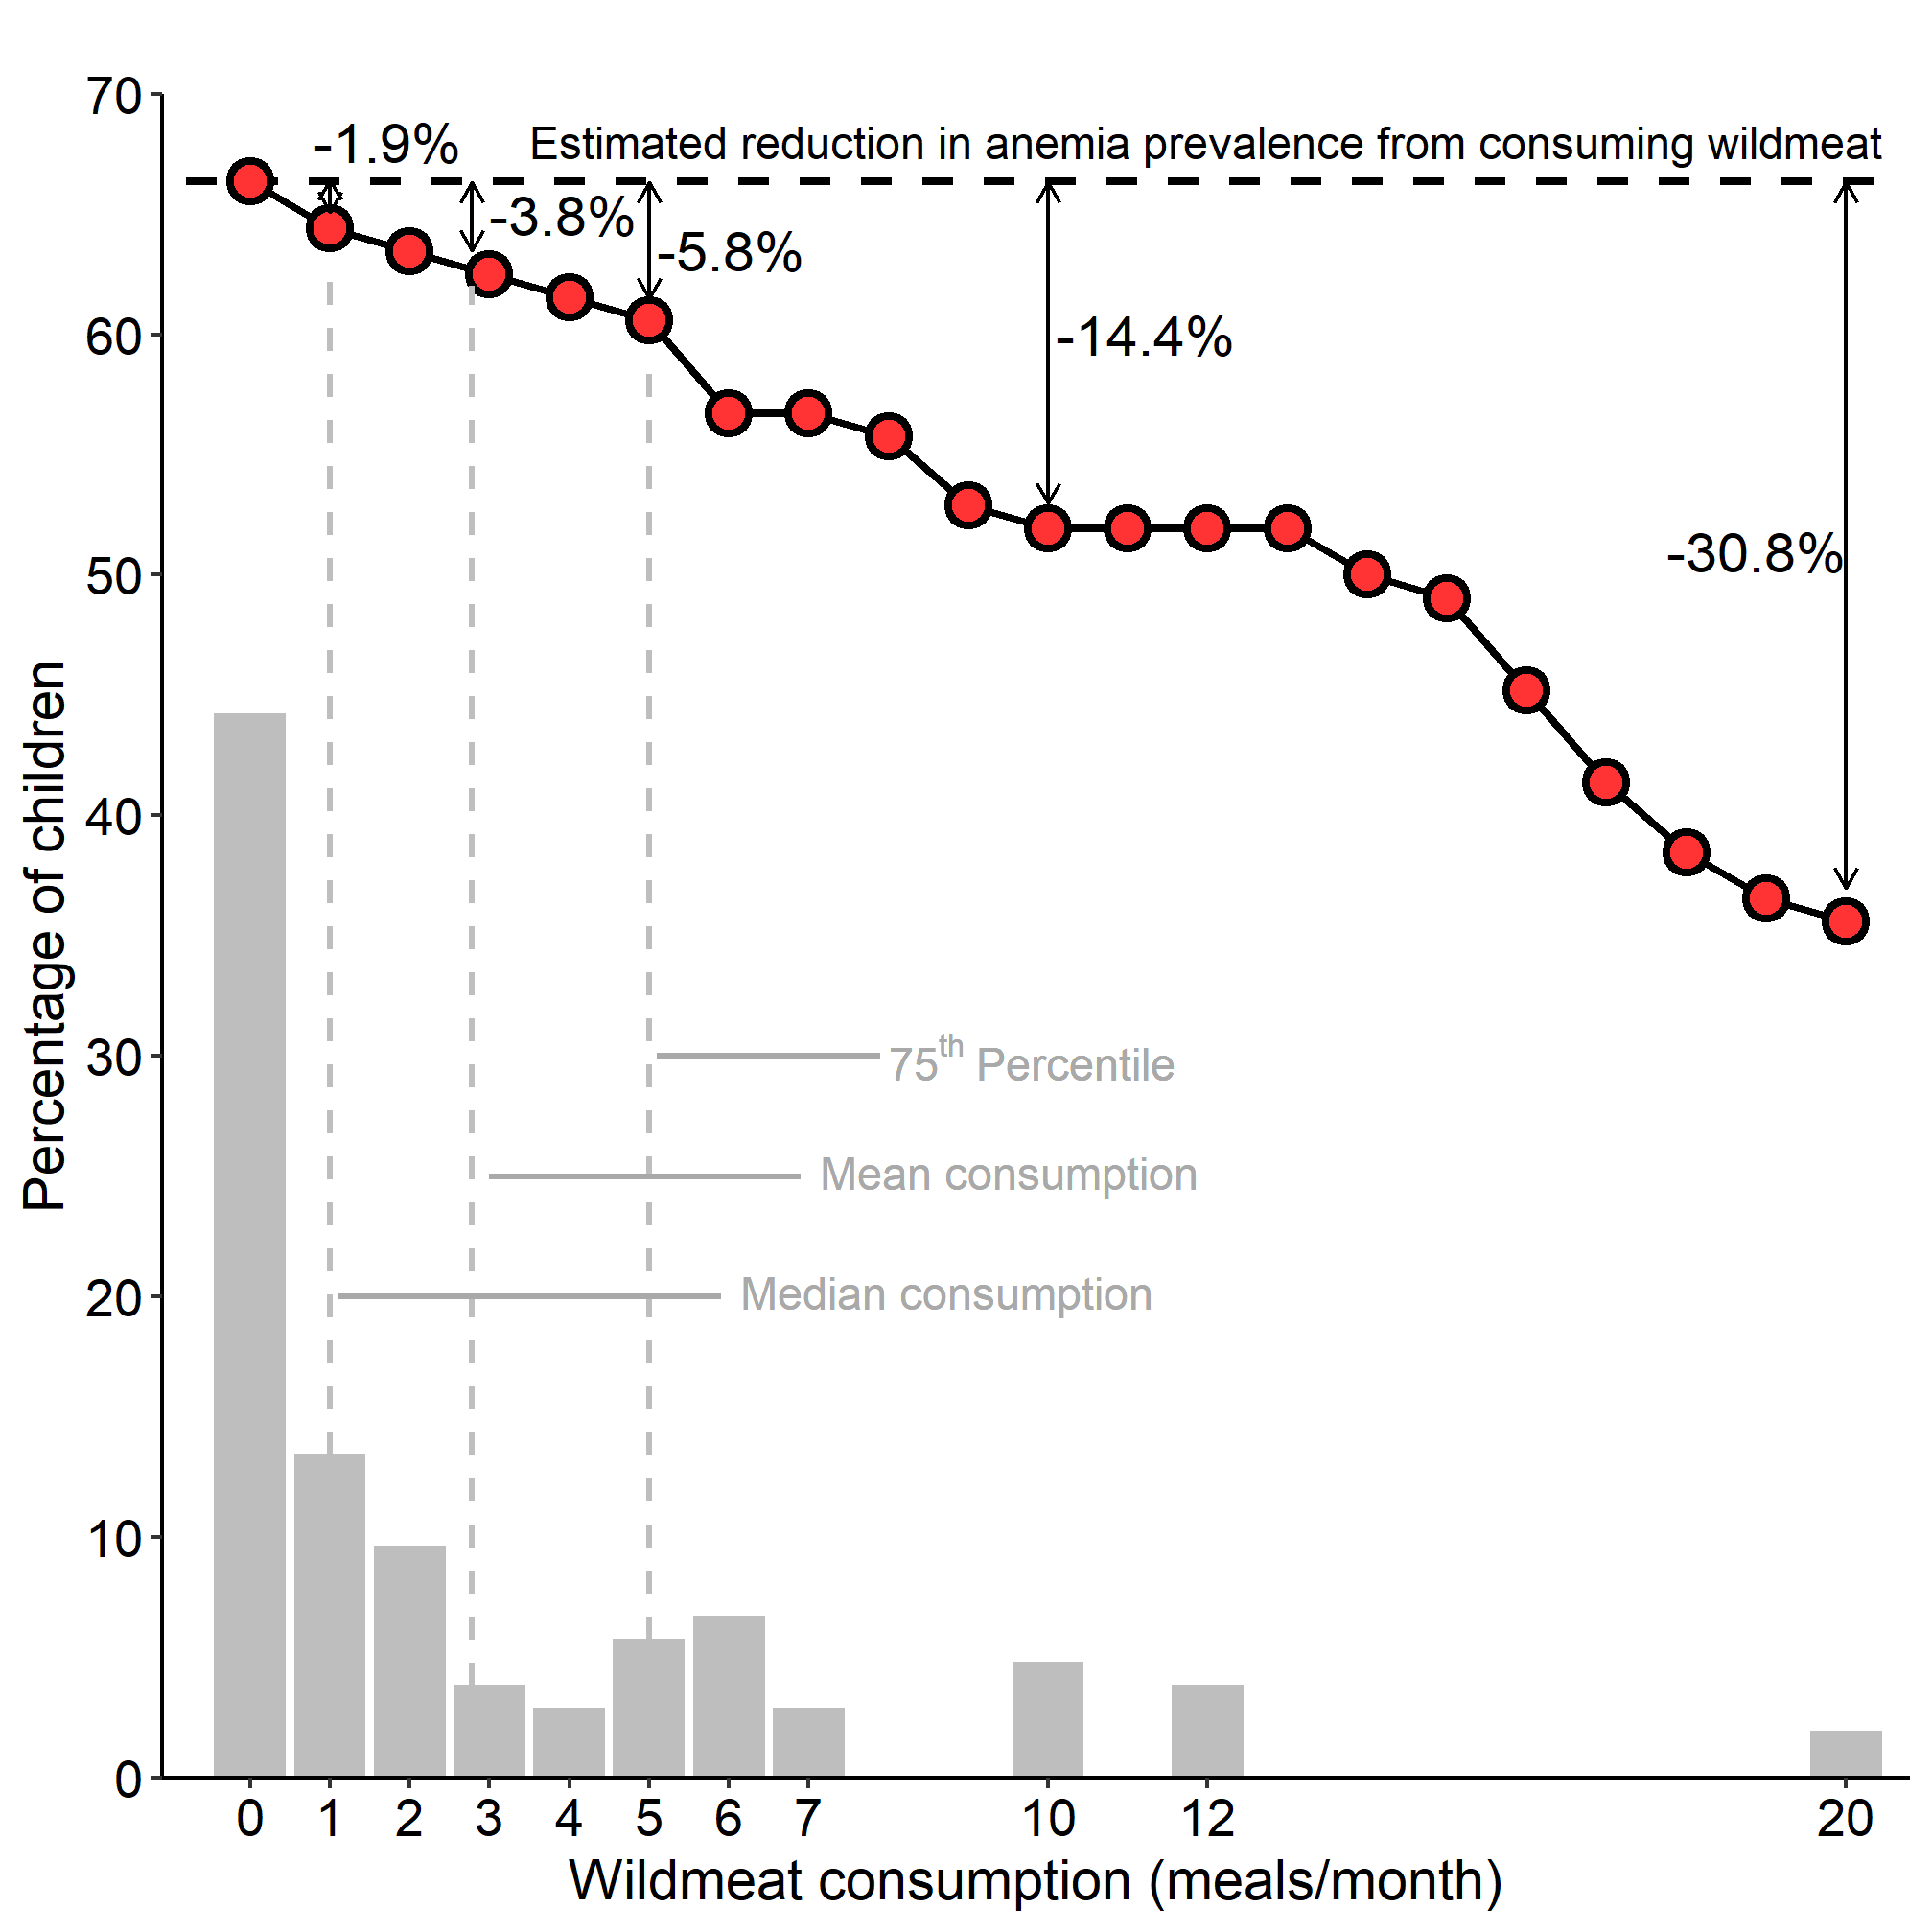 70
-1.9%
Estimated reduction in anemia prevalence from consuming wildmeat
-3.8%
-5.8%
60
-14.4%
50
-30.8%
40
Percentage of children
30
75th Percentile
Mean consumption
20
Median consumption
10
0
0 1 2 3 4 5 6 7 10 12 20
Wildmeat consumption (meals/month)